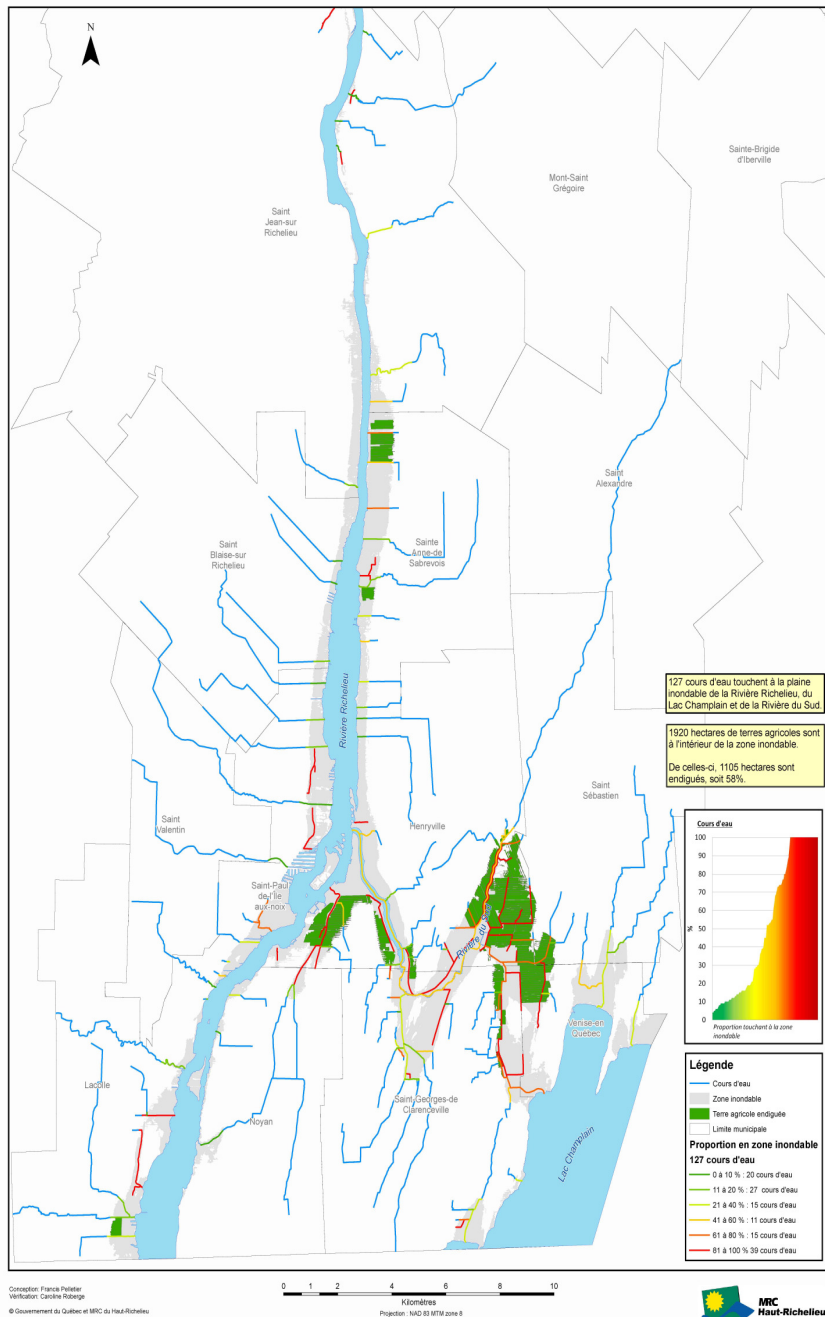 N
Sainte-Brigide
d'Iberville
Mont-Saint
Grégoire
Saint
Jean-sur
Richelieu
Saint
Alexandre
Saint
Blaise-sur
Richelieu
Sainte
Anne-de
Sabrevois
Rivière Richelieu
127 cours d'eau touchent à la plaine
inondable de la Rivière Richelieu, du
Lac Champlain et de la Rivière du Sud.
1920 hectares de terres agricoles sont
à l'intérieur de la zone inondable.
De celles-ci, 1105 hectares sont
endigués, soit 58%.
Saint
Sébastien
Saint
Valentin
Henryville
Saint-Paul
de-l'Île
aux-noix
Rivière du Sud
Venise-en
Québec
Lacolle
Noyan
Saint-Georges-de
Clarenceville
Lac Champlain
Cours d'eau
100
90
80
70
60
50
40
30
20
10
0
%
Proportion touchant à la zone
inondable
Légende
Cours d'eau
Zone inondable
Terre agricole endiguée
Limite municipale
Proportion en zone inondable
127 cours d'eau
0 à 10 % : 20 cours d'eau
11 à 20 % : 27 cours d'eau
21 à 40 % : 15 cours d'eau
41 à 60 % : 11 cours d'eau
61 à 80 % : 15 cours d'eau
81 à 100 % 39 cours d'eau
Conception: Francis Pelletier
Vérification: Caroline Roberge
© Gouvernement du Québec et MRC du Haut-Richelieu
0 1 2 4 6 8 10
Kilomètres
Projection : NAD 83 MTM zone 8
MRC
Haut-Richelieu